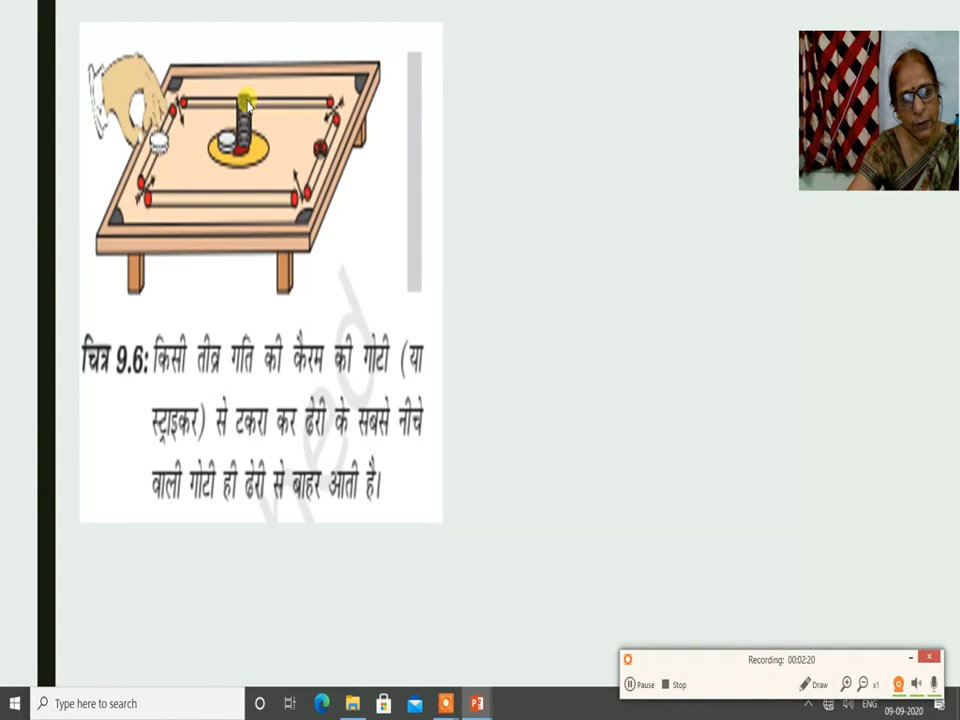 चित्र 9.6: किसी तीव्र गति की कैरम की गोटी (या
स्ट्राइकर) से टकरा कर ढेरी के सबसे नीचे
वाली गोटी ही ढेरी से बाहर आती है।
ned
Recording: 00:02:20
Pause
Stop
Draw
x1
Type here to search
ENG
09-09-2020